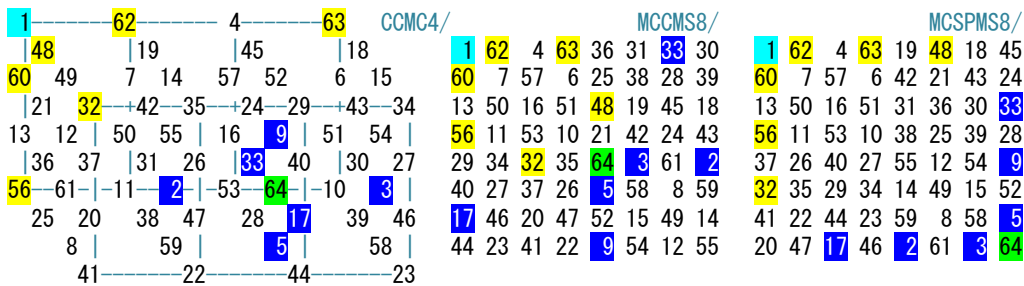 1-------62------- 4-------63   CCMC4/   MCCMS8/   MCSPMS8/
|48 |19 |45 |18   1 62 4 63 36 31 33 30   1 62 4 63 19 48 18 45
60 49 7 14 57 52 6 15   60 7 57 6 25 38 28 39   60 7 57 6 42 21 43 24
|21 32--+42--35--+24--29--+43--34   13 50 16 51 48 19 45 18   13 50 16 51 31 36 30 33
13 12| 50 55 | 16 9 | 51 54 |   56 11 53 10 21 42 24 43   56 11 53 10 38 25 39 28
|36 37 |31 26 |33 40 |30 27   29 34 32 35 64 3 61 2   37 26 40 27 55 12 54 9
56--61-|-11---2-|-53--64-|-10---3 |   40 27 37 26 5 58 8 59   32 35 29 34 14 49 15 52
25 20 38 47 28 17 39 46   17 46 20 47 52 15 49 14   41 22 44 23 59 8 58 5
8| 59| 5| 58|   44 23 41 22 9 54 12 55   20 47 17 46 2 61 3 64
41-------22-------44-------23